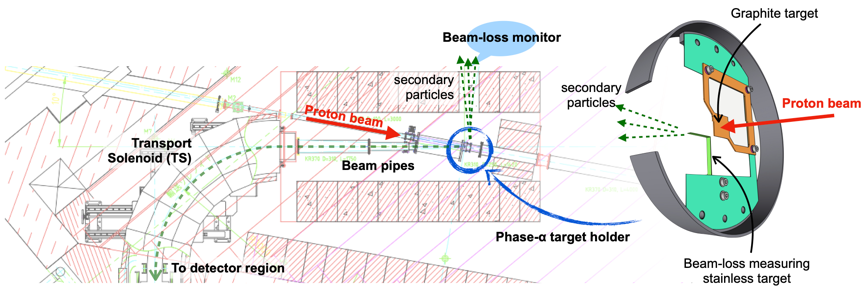 Graphite target
Beam-loss monitor
secondary
particles
secondary
particles
Proton beam
Proton beam
Transport
Solenoid (TS)
Beam pipes
Phase-α target holder
To detector region
Beam-loss measuring
stainless target